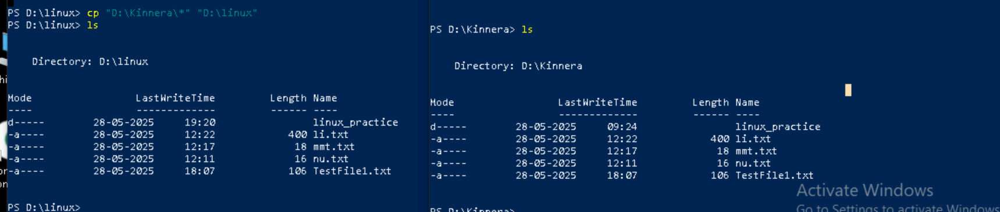 PS D:\linux> cp "D:\Kinnera\*" "D:\linux"
PS D:\linux> ls
Directory: D:\linux
Mode LastWriteTime Length Name
---- ------------- ------ ----
d----- 28-05-2025 19:20 linux_practice
-a---- 28-05-2025 12:22 400 li.txt
-a---- 28-05-2025 12:17 18 mmt.txt
-a---- 28-05-2025 12:11 16 nu.txt
-a---- 28-05-2025 18:07 106 TestFile1.txt
PS D:\linux>
PS D:\Kinnera> ls
Directory: D:\Kinnera
Mode LastWriteTime Length Name
---- ------------- ------ ----
d----- 28-05-2025 09:24 linux_practice
-a---- 28-05-2025 12:22 400 li.txt
-a---- 28-05-2025 12:17 18 mmt.txt
-a---- 28-05-2025 12:11 16 nu.txt
-a---- 28-05-2025 18:07 106 TestFile1.txt
PS D:\Kinnera>
Activate Windows
Go to Settings to activate Windows